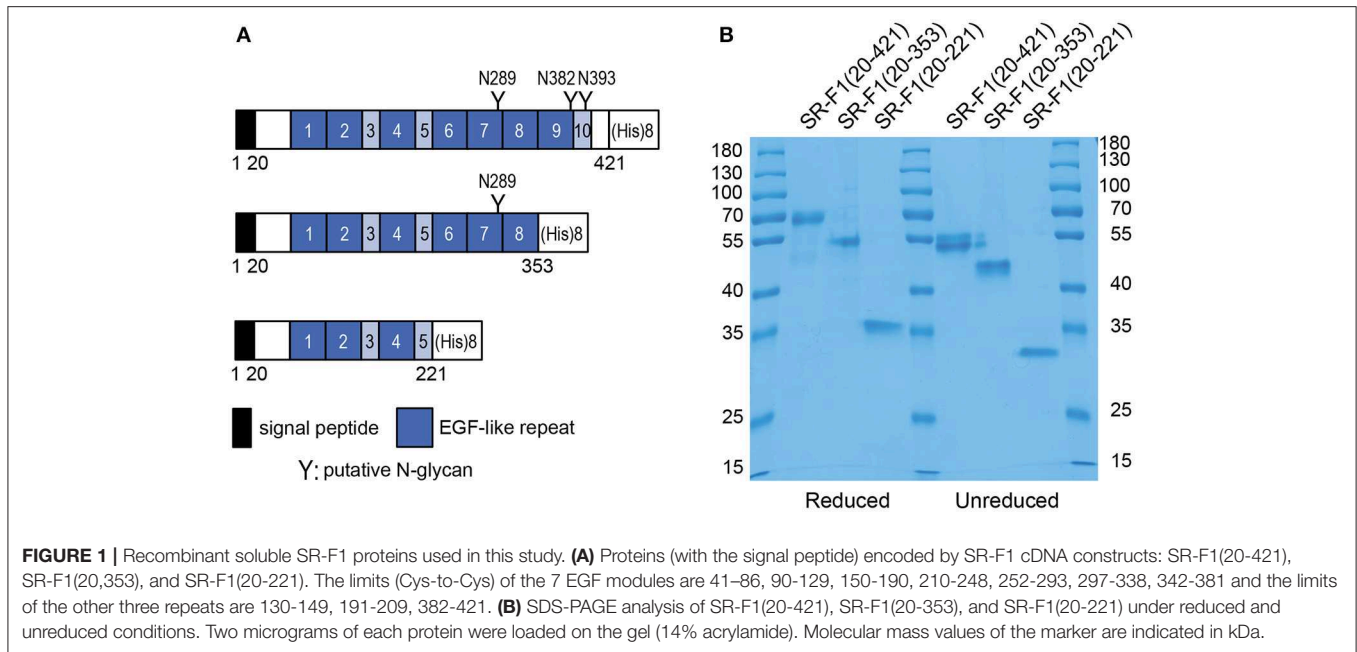 A
N289 N382 N393
1 2 3 4 5 6 7 8 9 10 (His)8
1 20 421
N289
1 2 3 4 5 6 7 8 (His)8
1 20 353
1 2 3 4 5 (His)8
1 20 221
signal peptide EGF-like repeat
Y: putative N-glycan
B
SR-F1(20-421)
SR-F1(20-353)
SR-F1(20-221)
SR-F1(20-421)
SR-F1(20-353)
SR-F1(20-221)
180
130
100
70
55
40
35
25
15
180
130
100
70
55
40
35
25
15
Reduced Unreduced
FIGURE 1 | Recombinant soluble SR-F1 proteins used in this study. (A) Proteins (with the signal peptide) encoded by SR-F1 cDNA constructs: SR-F1(20-421),
SR-F1(20,353), and SR-F1(20-221). The limits (Cys-to-Cys) of the 7 EGF modules are 41–86, 90-129, 150-190, 210-248, 252-293, 297-338, 342-381 and the limits
of the other three repeats are 130-149, 191-209, 382-421. (B) SDS-PAGE analysis of SR-F1(20-421), SR-F1(20-353), and SR-F1(20-221) under reduced and
unreduced conditions. Two micrograms of each protein were loaded on the gel (14% acrylamide). Molecular mass values of the marker are indicated in kDa.